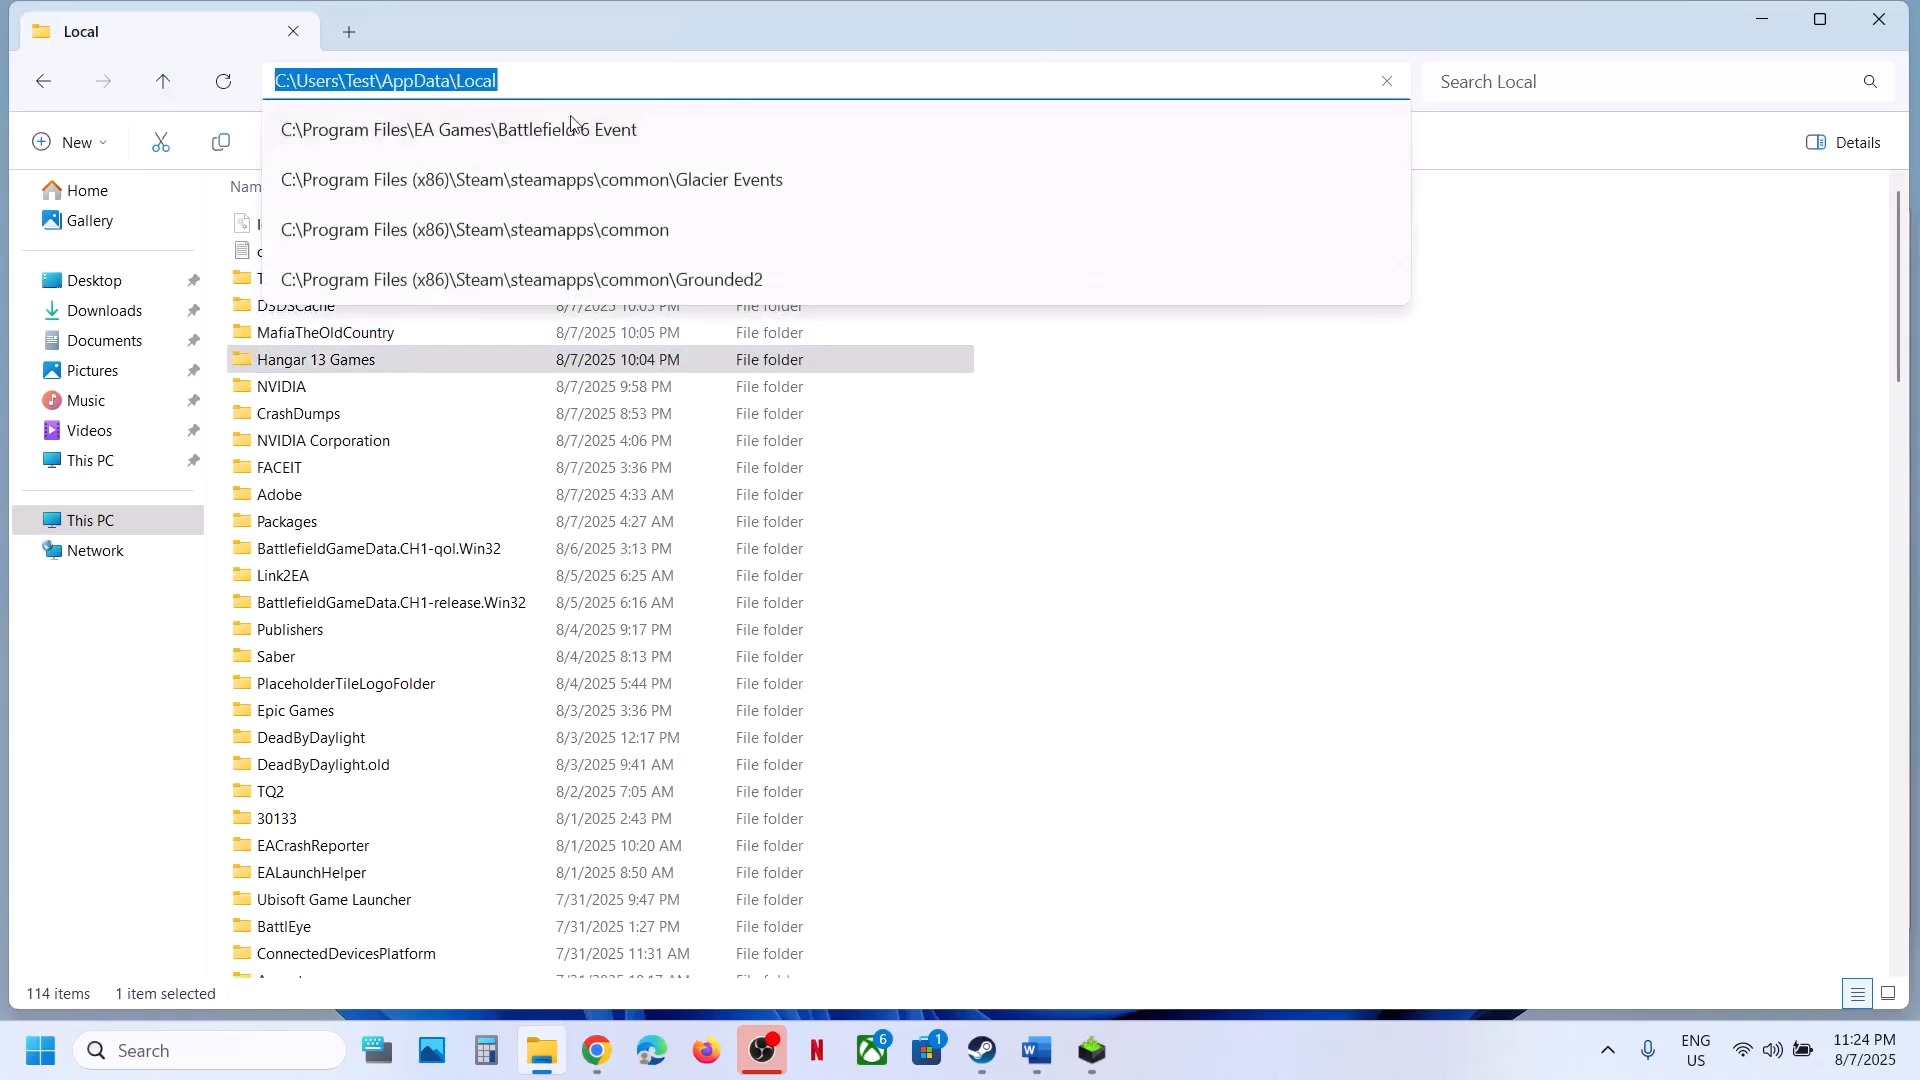 Local
C:\Users\Test\AppData\Local
Search Local
New
Details
C:\Program Files\EA Games\Battlefield 6 Event
C:\Program Files (x86)\Steam\steamapps\common\Glacier Events
C:\Program Files (x86)\Steam\steamapps\common
C:\Program Files (x86)\Steam\steamapps\common\Grounded2
Home
Gallery
Desktop
Downloads
Documents
Pictures
Music
Videos
This PC
This PC
Network
Nam
T
D3DSCache 8/7/2025 10:05 PM File folder
MafiaTheOldCountry 8/7/2025 10:05 PM File folder
Hangar 13 Games 8/7/2025 10:04 PM File folder
NVIDIA 8/7/2025 9:58 PM File folder
CrashDumps 8/7/2025 8:53 PM File folder
NVIDIA Corporation 8/7/2025 4:06 PM File folder
FACEIT 8/7/2025 3:36 PM File folder
Adobe 8/7/2025 4:33 AM File folder
Packages 8/7/2025 4:27 AM File folder
BattlefieldGameData.CH1-qol.Win32 8/6/2025 3:13 PM File folder
Link2EA 8/5/2025 6:25 AM File folder
BattlefieldGameData.CH1-release.Win32 8/5/2025 6:16 AM File folder
Publishers 8/4/2025 9:17 PM File folder
Saber 8/4/2025 8:13 PM File folder
PlaceholderTileLogoFolder 8/4/2025 5:44 PM File folder
Epic Games 8/3/2025 3:36 PM File folder
DeadByDaylight 8/3/2025 12:17 PM File folder
DeadByDaylight.old 8/3/2025 9:41 AM File folder
TQ2 8/2/2025 7:05 AM File folder
30133 8/1/2025 2:43 PM File folder
EACrashReporter 8/1/2025 10:20 AM File folder
EALaunchHelper 8/1/2025 8:50 AM File folder
Ubisoft Game Launcher 7/31/2025 9:47 PM File folder
BattlEye 7/31/2025 1:27 PM File folder
ConnectedDevicesPlatform 7/31/2025 11:31 AM File folder
114 items 1 item selected
Search
6
1
ENG
US
11:24 PM
8/7/2025